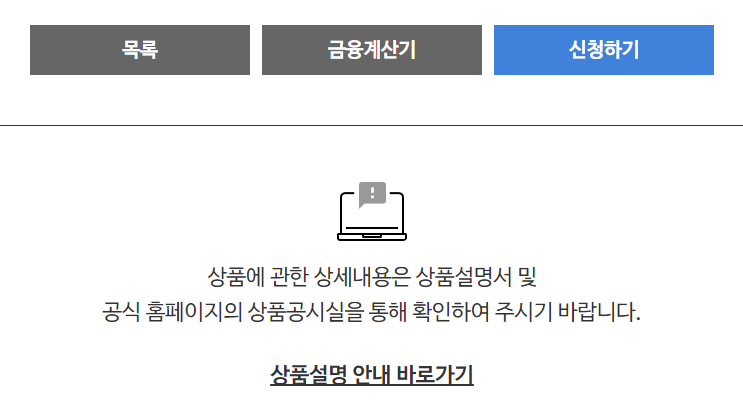 목록 금융계산기 신청하기
상품에 관한 상세내용은 상품설명서 및
공식 홈페이지의 상품공시실을 통해 확인하여 주시기 바랍니다.
상품설명 안내 바로가기